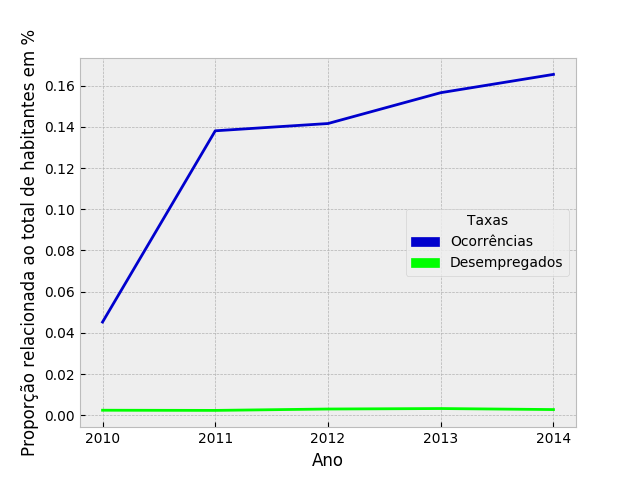 Proporção relacionada ao total de habitantes em %
0.16
0.14
0.12
0.10
0.08
0.06
0.04
0.02
0.00
Taxas
Ocorrências
Desempregados
2010 2011 2012 2013 2014
Ano